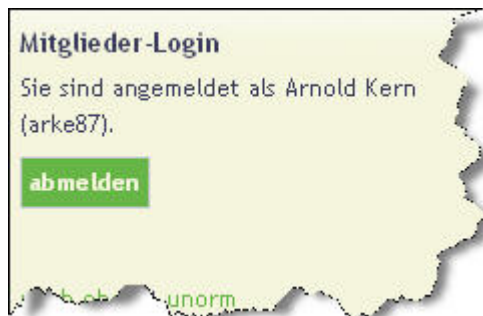 Mitglieder-Login
Sie sind angemeldet als Arnold Kern
(arke87).
abmelden
unorm